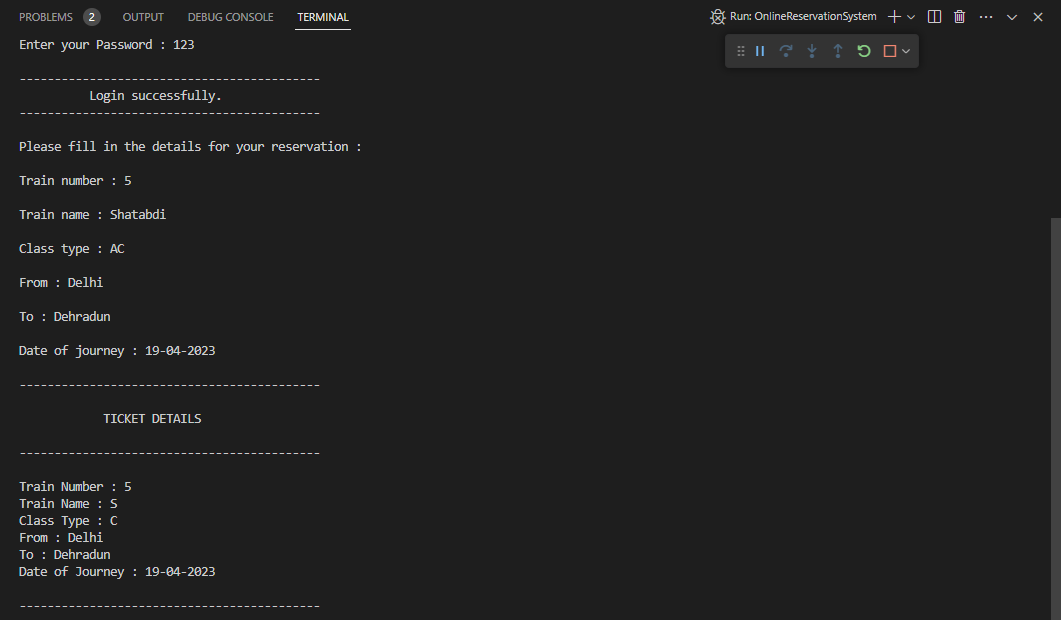 PROBLEMS 2 OUTPUT DEBUG CONSOLE TERMINAL Run: OnlineReservationSystem
Enter your Password : 123
-------------------------------------------
Login successfully.
-------------------------------------------
Please fill in the details for your reservation :
Train number : 5
Train name : Shatabdi
Class type : AC
From : Delhi
To : Dehradun
Date of journey : 19-04-2023
-------------------------------------------
TICKET DETAILS
-------------------------------------------
Train Number : 5
Train Name : S
Class Type : C
From : Delhi
To : Dehradun
Date of Journey : 19-04-2023
-------------------------------------------